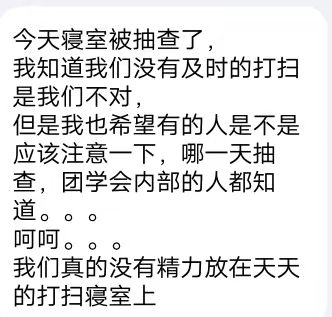 今天寝室被抽查了，
我知道我们没有及时的打扫
是我们不对，
但是我也希望有的人是不是
应该注意一下，哪一天抽
查，团学会内部的人都知
道。。。
呵呵。。。
我们真的没有精力放在天天
的打扫寝室上